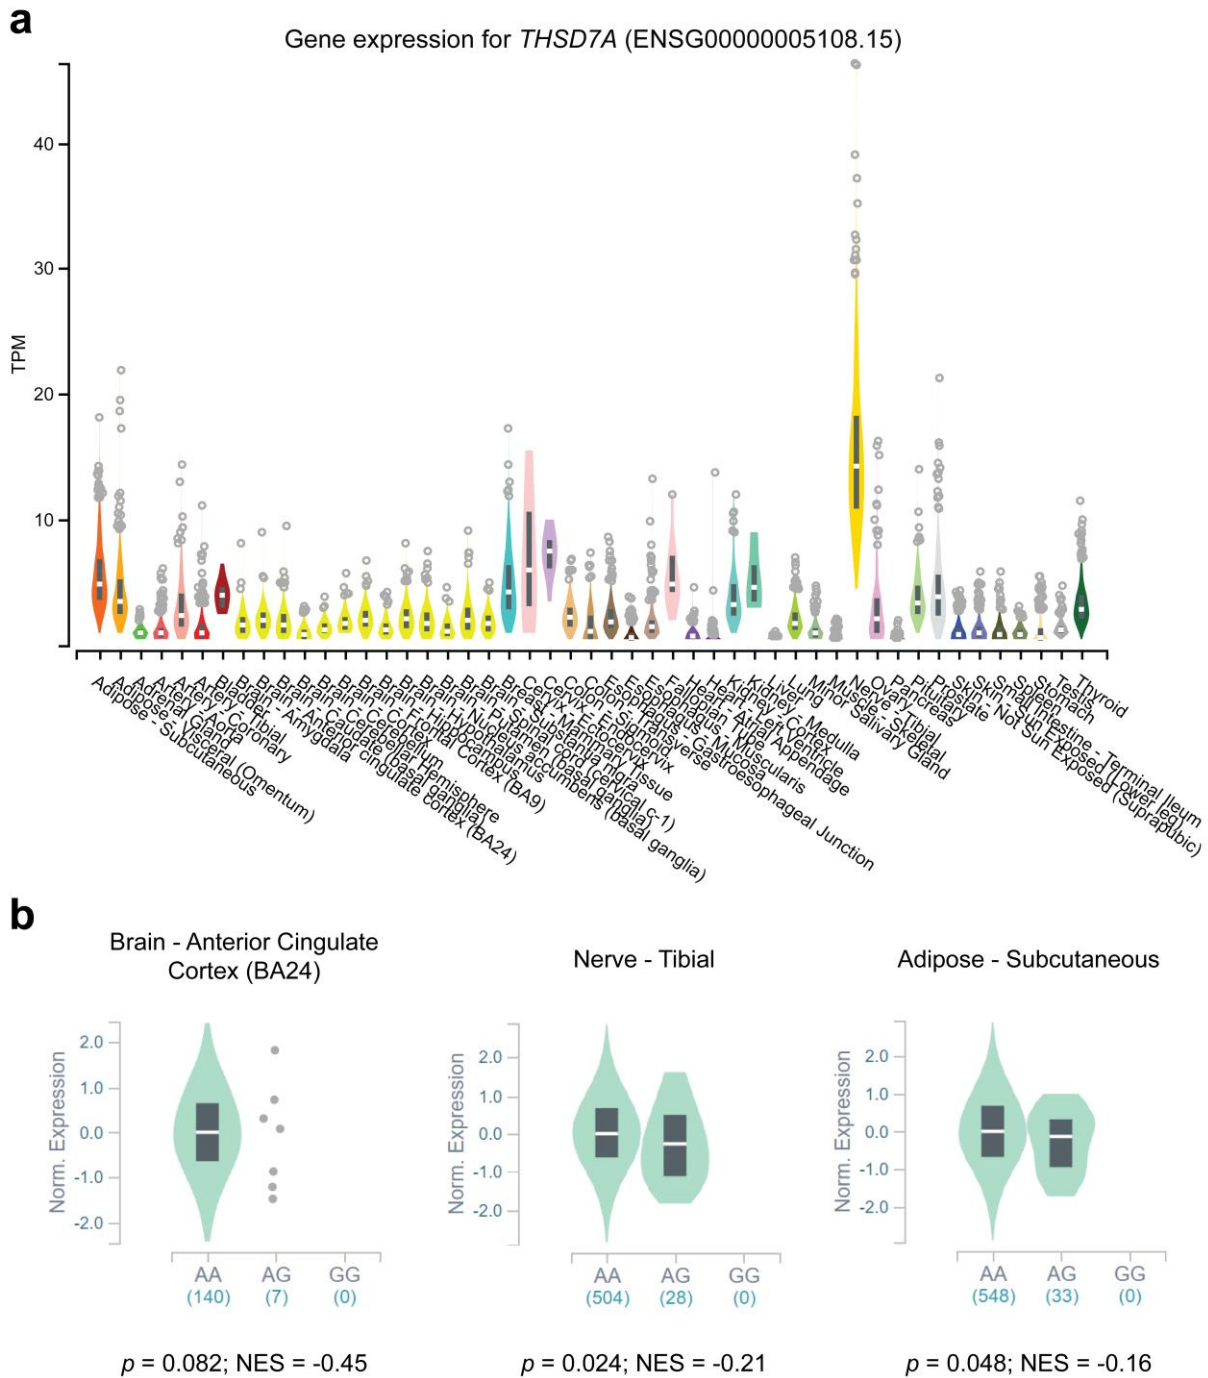 a
Gene expression for THSD7A (ENSG00000005108.15)
40
30
20
10
TPM
Adipose - Subcutaneous
Adipose - Visceral (Omentum)
Adrenal Gland
Artery - Aorta
Artery - Coronary
Artery - Tibial
Bladder
Brain - Amygdala
Brain - Anterior cingulate cortex (BA24)
Brain - Caudate (basal ganglia)
Brain - Cerebellar Hemisphere
Brain - Cerebellum
Brain - Cortex
Brain - Frontal Cortex (BA9)
Brain - Hippocampus
Brain - Hypothalamus
Brain - Nucleus accumbens (basal ganglia)
Brain - Putamen (basal ganglia)
Brain - Spinal cord (cervical c-1)
Brain - Substantia nigra
Breast - Mammary Tissue
Cervix - Ectocervix
Cervix - Endocervix
Colon - Sigmoid
Colon - Transverse
Esophagus - Gastroesophageal Junction
Esophagus - Mucosa
Esophagus - Muscularis
Fallopian Tube
Heart - Atrial Appendage
Heart - Left Ventricle
Kidney - Cortex
Kidney - Medulla
Liver
Lung
Minor Salivary Gland
Muscle - Skeletal
Nerve - Tibial
Ovary
Pancreas
Pituitary
Prostate
Skin - Not Sun Exposed (Suprapubic)
Skin - Sun Exposed (Lower leg)
Small Intestine - Terminal Ileum
Spleen
Stomach
Testis
Thyroid
b
Brain - Anterior Cingulate
Cortex (BA24)
Norm. Expression
2.0
1.0
0.0
-1.0
-2.0
AA AG GG
(140) (7) (0)
p = 0.082; NES = -0.45
Nerve - Tibial
Norm. Expression
2.0
1.0
0.0
-1.0
-2.0
AA AG GG
(504) (28) (0)
p = 0.024; NES = -0.21
Adipose - Subcutaneous
Norm. Expression
2.0
1.0
0.0
-1.0
-2.0
AA AG GG
(548) (33) (0)
p = 0.048; NES = -0.16